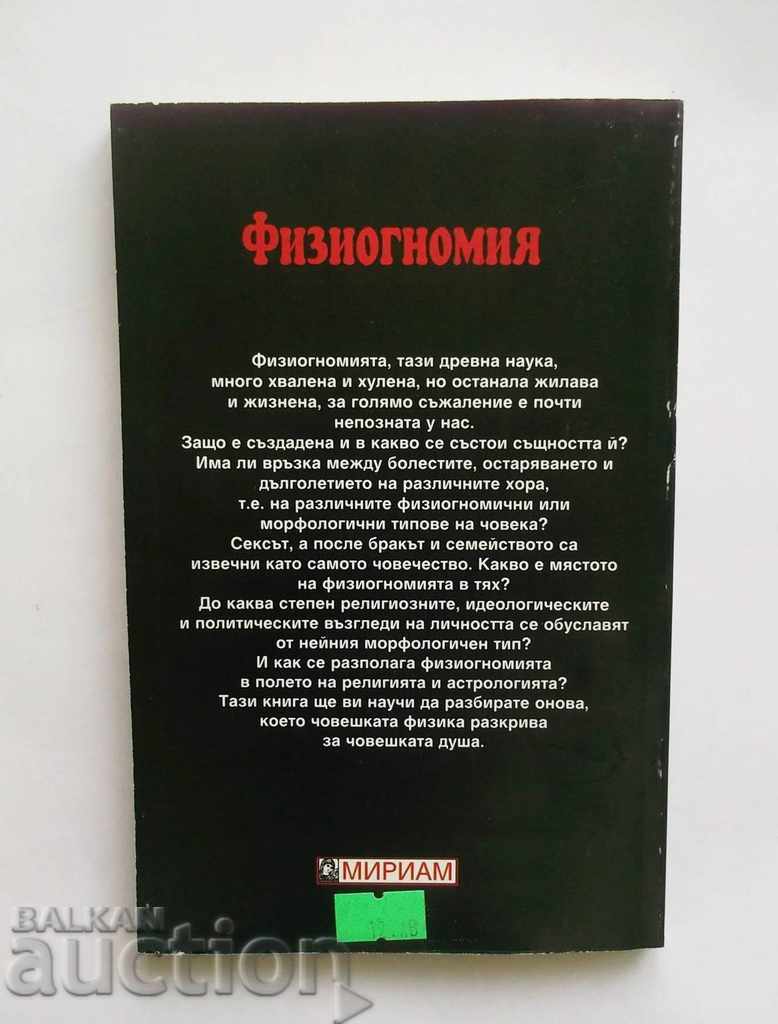 Физиогномия
Физиогномията, тази древна наука,
много хвалена и хулена, но останала жилава
и жизнена, за голямо съжаление е почти
непозната у нас.
Защо е създадена и в какво се състои същността й?
Има ли връзка между болестите, остаряването и
дълголетието на различните хора,
т.е. на различните физиогномични или
морфологични типове на човека?
Сексът, а после бракът и семейството са
извечни като самото човечество. Какво е мястото
на физиогномията в тях?
До каква степен религиозните, идеологическите
и политическите възгледи на личността се обуславят
от нейния морфологичен тип?
И как се разполага физиогномията
в полето на религията и астрологията?
Тази книга ще ви научи да разбирате онова,
което човешката физика разкрива
за човешката душа.
МИРИАМ
BALKAN
auction